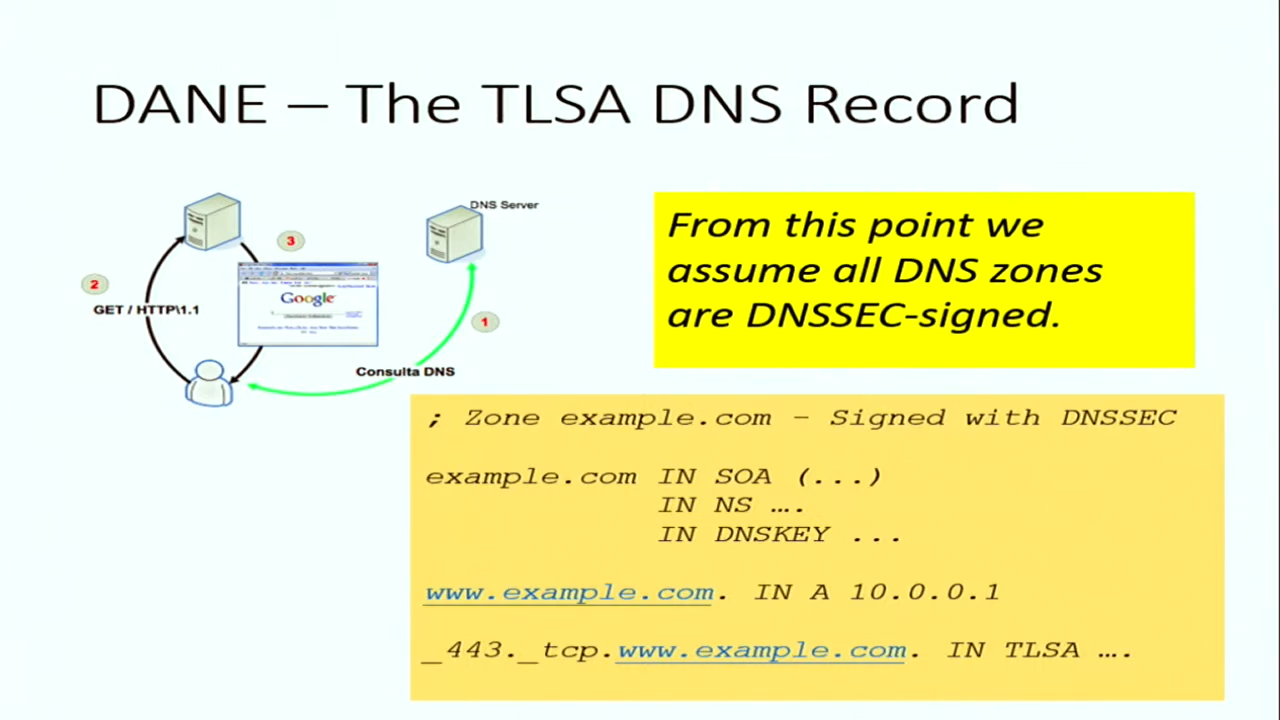 DANE – The TLSA DNS Record
DNS Server
3
2
GET / HTTP\1.1
Google
1
Consulta DNS
From this point we
assume all DNS zones
are DNSSEC-signed.
; Zone example.com – Signed with DNSSEC
example.com IN SOA (...)
IN NS ….
IN DNSKEY ...
www.example.com. IN A 10.0.0.1
_443._tcp.www.example.com. IN TLSA ….